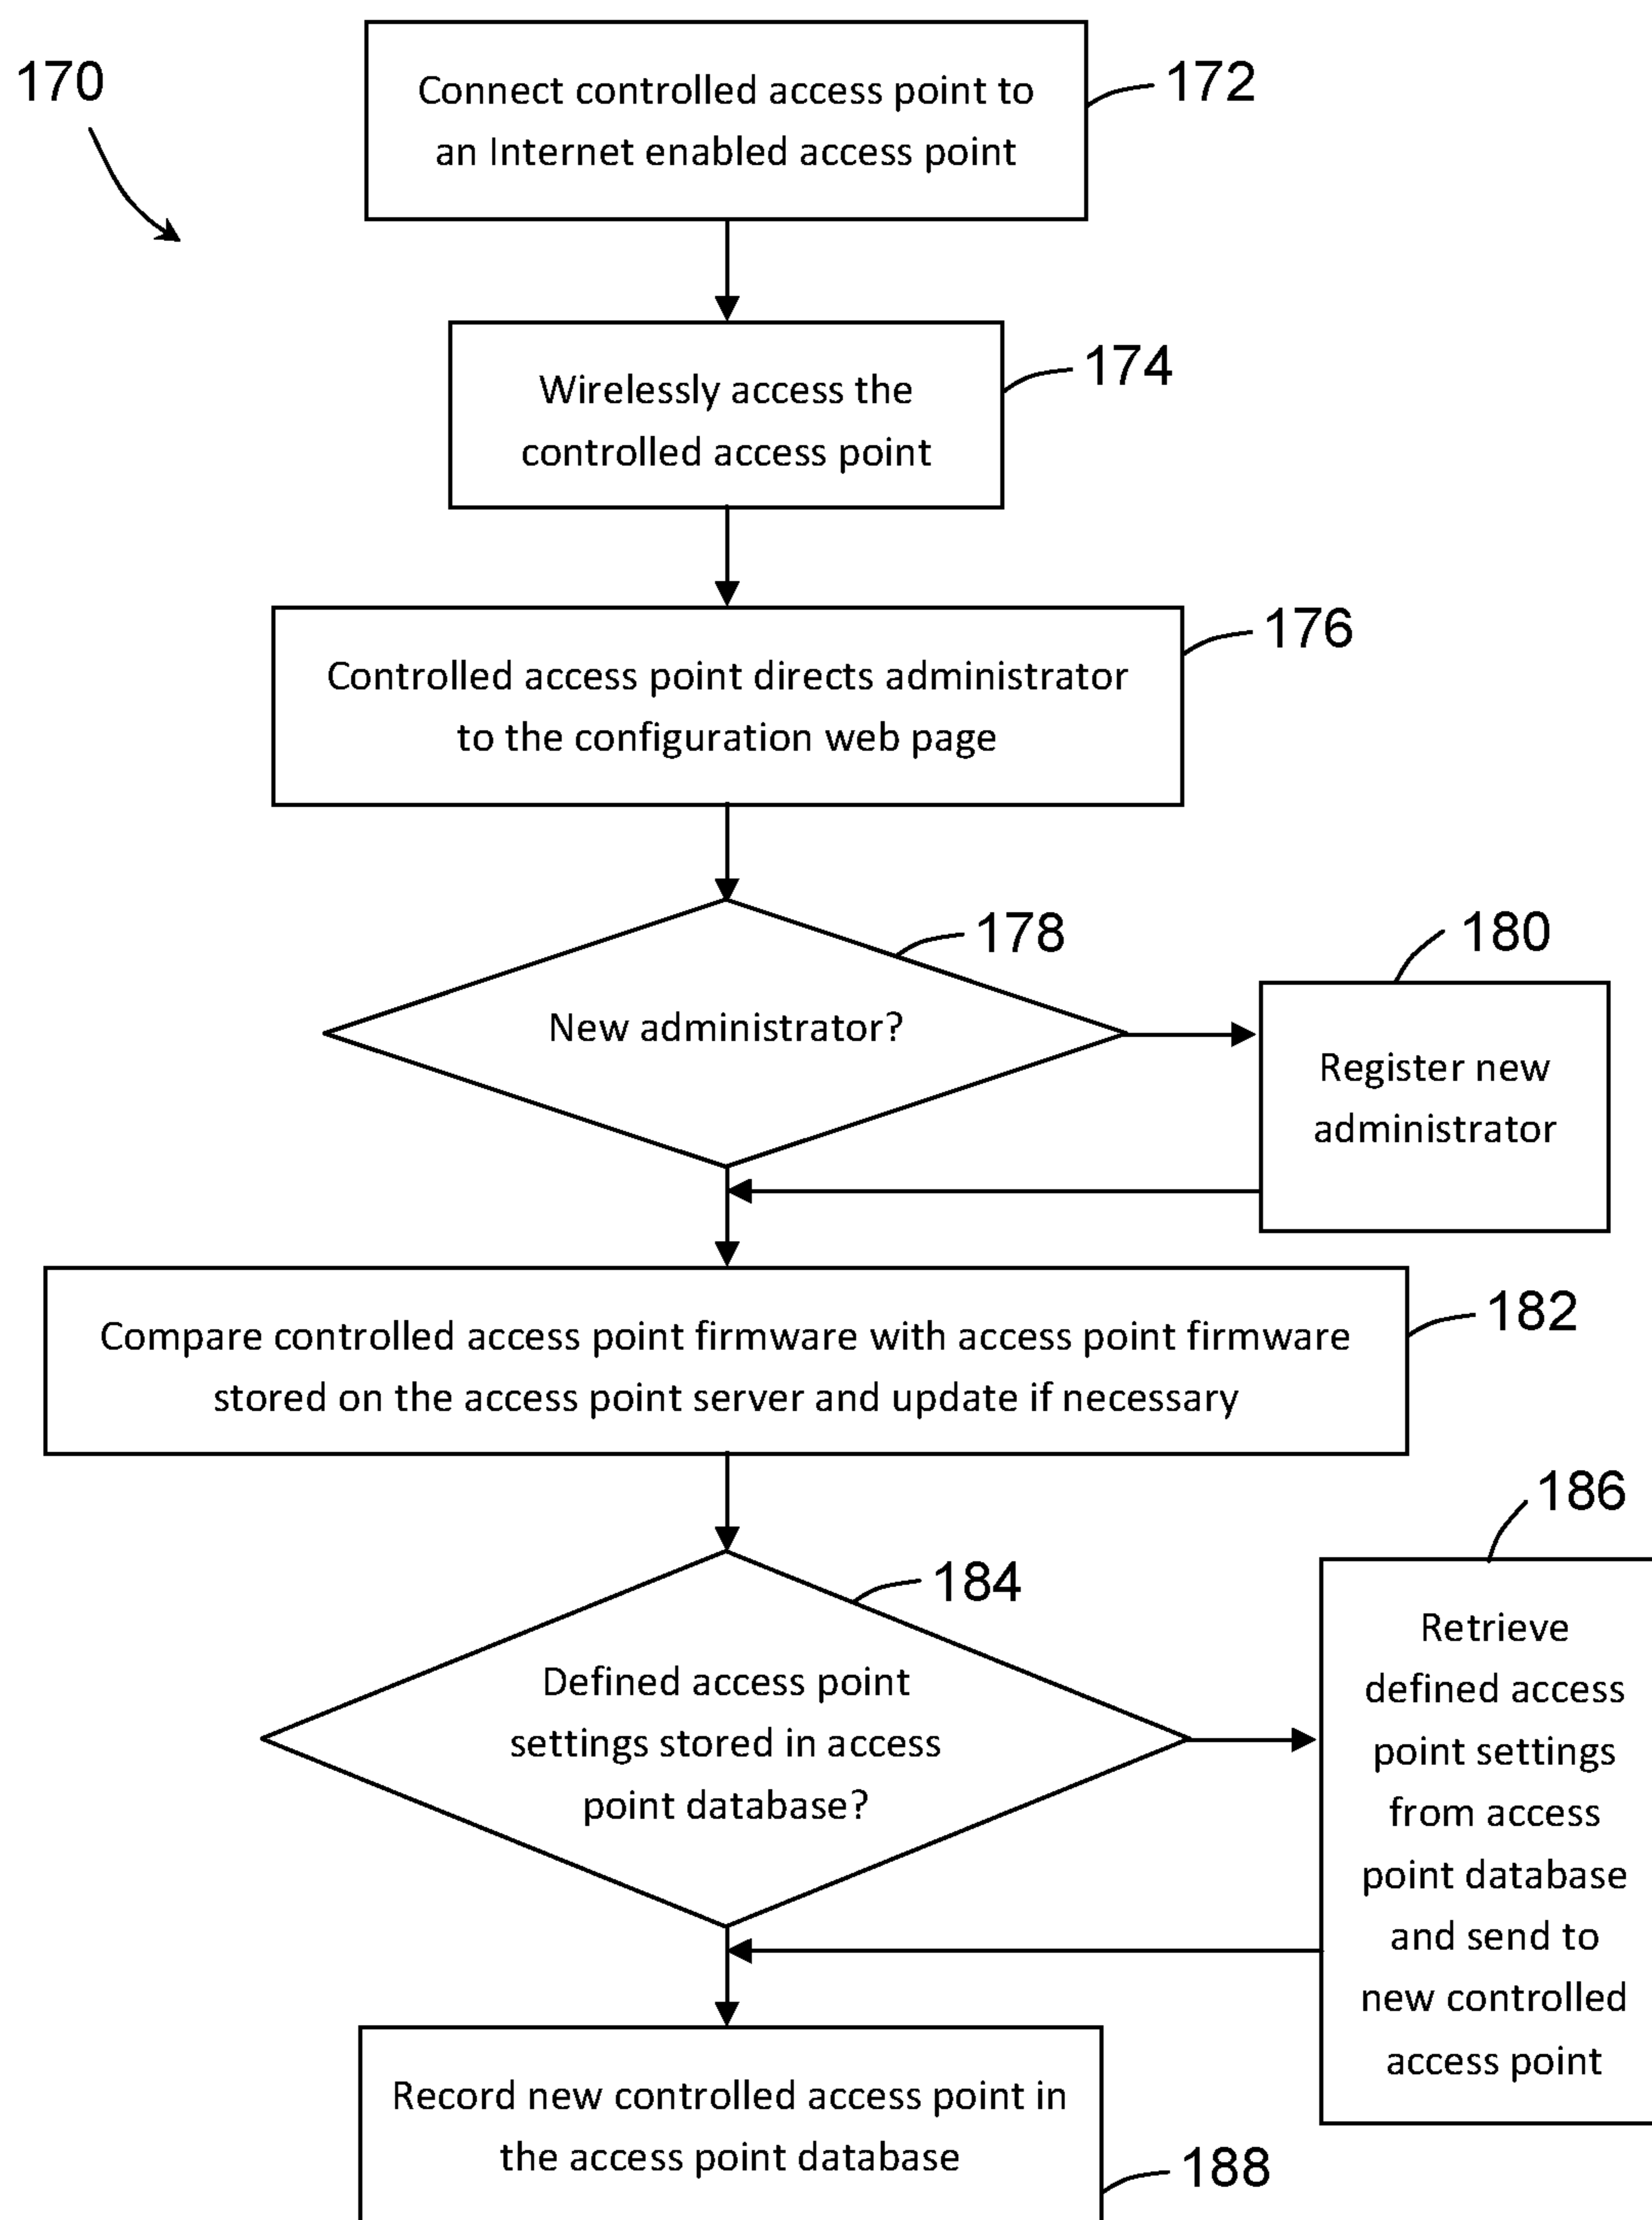 170
Connect controlled access point to
an Internet enabled access point
172
Wirelessly access the
controlled access point
174
Controlled access point directs administrator
to the configuration web page
176
New administrator?
178
Register new
administrator
180
Compare controlled access point firmware with access point firmware
stored on the access point server and update if necessary
182
Defined access point
settings stored in access
point database?
184
Retrieve
defined access
point settings
from access
point database
and send to
new controlled
access point
186
Record new controlled access point in
the access point database
188